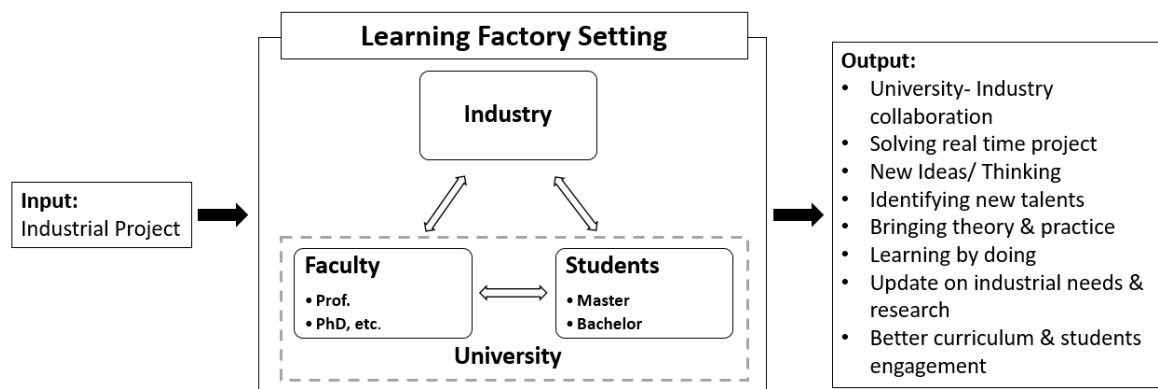 Learning Factory Setting
Industry
Input:
Industrial Project
Faculty
• Prof.
• PhD, etc.
Students
• Master
• Bachelor
University
Output:
• University- Industry
collaboration
• Solving real time project
• New Ideas/ Thinking
• Identifying new talents
• Bringing theory & practice
• Learning by doing
• Update on industrial needs &
research
• Better curriculum & students
engagement